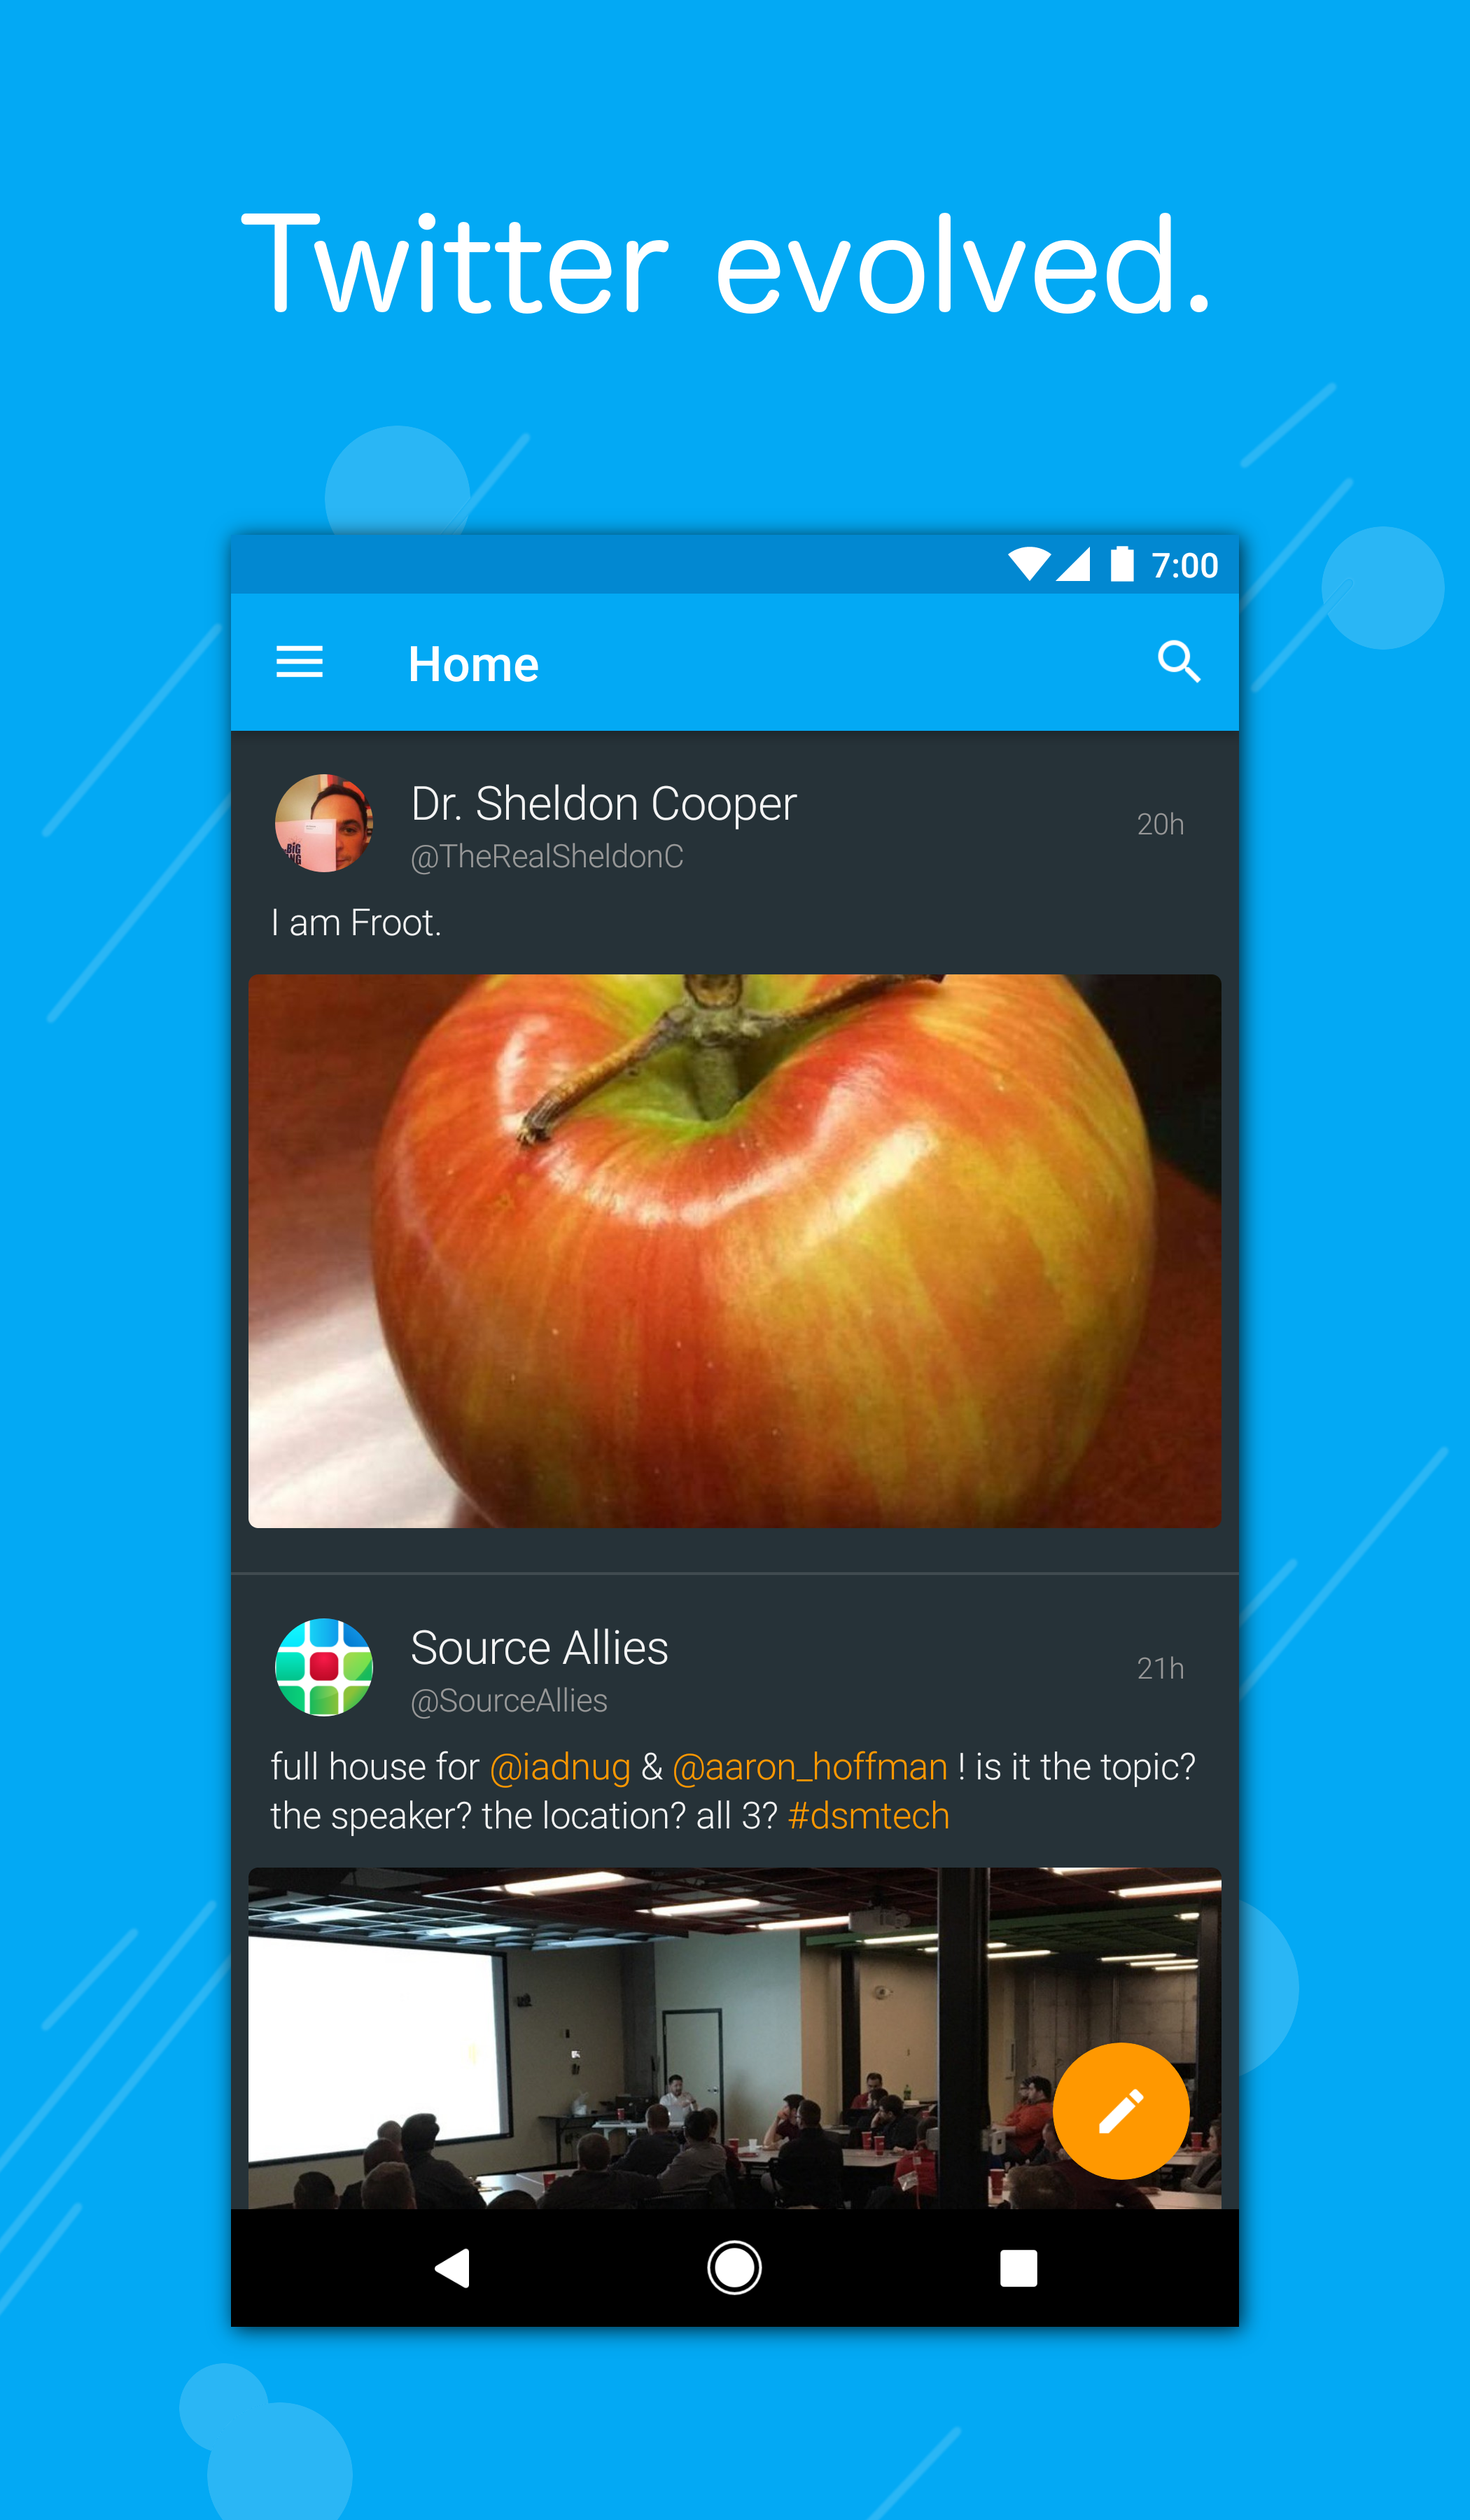 Twitter evolved.
7:00
Home
Dr. Sheldon Cooper
20h
@TheRealSheldonC
BIG
I am Froot.
Source Allies
21h
@SourceAllies
full house for @iadnug & @aaron_hoffman ! is it the topic?
the speaker? the location? all 3? #dsmtech